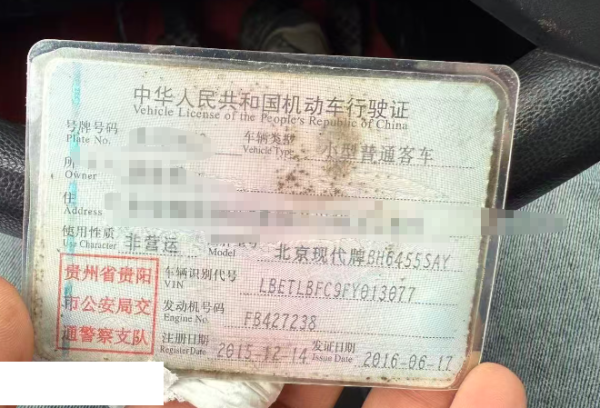 中华人民共和国机动车行驶证
Vehicle License of the People's Republic of China
号牌号码
Plate No.
车辆类型
Vehicle Type
小型普通客车
所
Owner
住
Address
使用性质
Use Character
非营运
Model
北京现代牌BH6455SAY
贵州省贵阳
市公安局交
通警察支队
车辆识别代号
VIN
LBETLBFC9FY013077
发动机号码
Engine No.
FB427238
注册日期
Register Date
2015-12-14
发证日期
Issue Date
2016-06-17